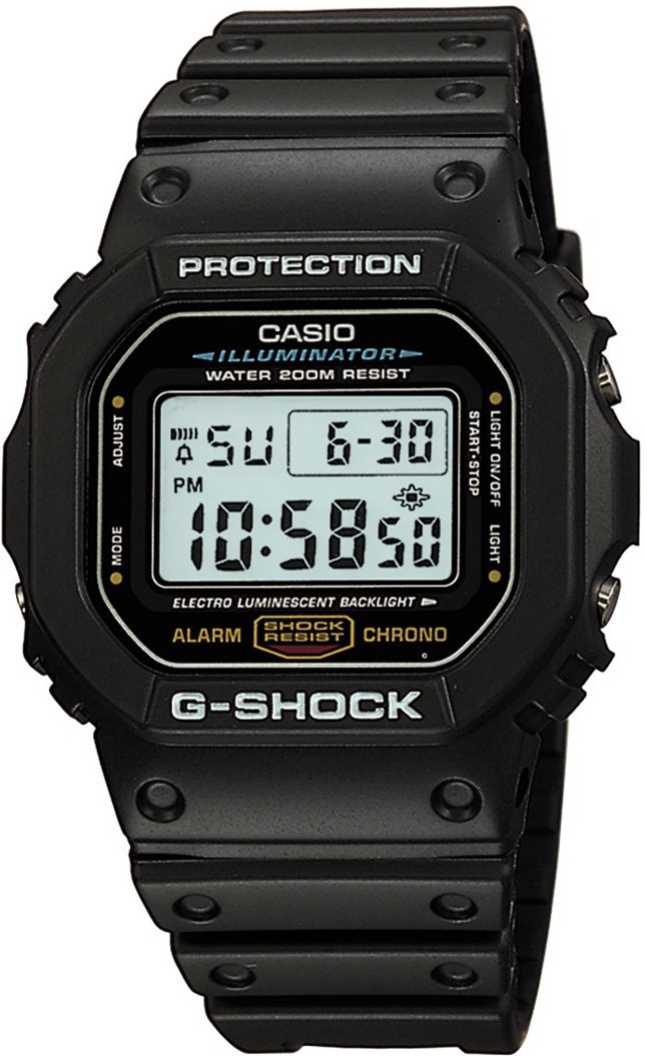 PROTECTION
CASIO
ILLUMINATOR
WATER 200M RESIST
ADJUST
MODE
LIGHT ON/OFF
START·STOP
LIGHT
SU 6-30
PM
10:58 50
ELECTRO LUMINESCENT BACKLIGHT
ALARM SHOCK RESIST CHRONO
G-SHOCK